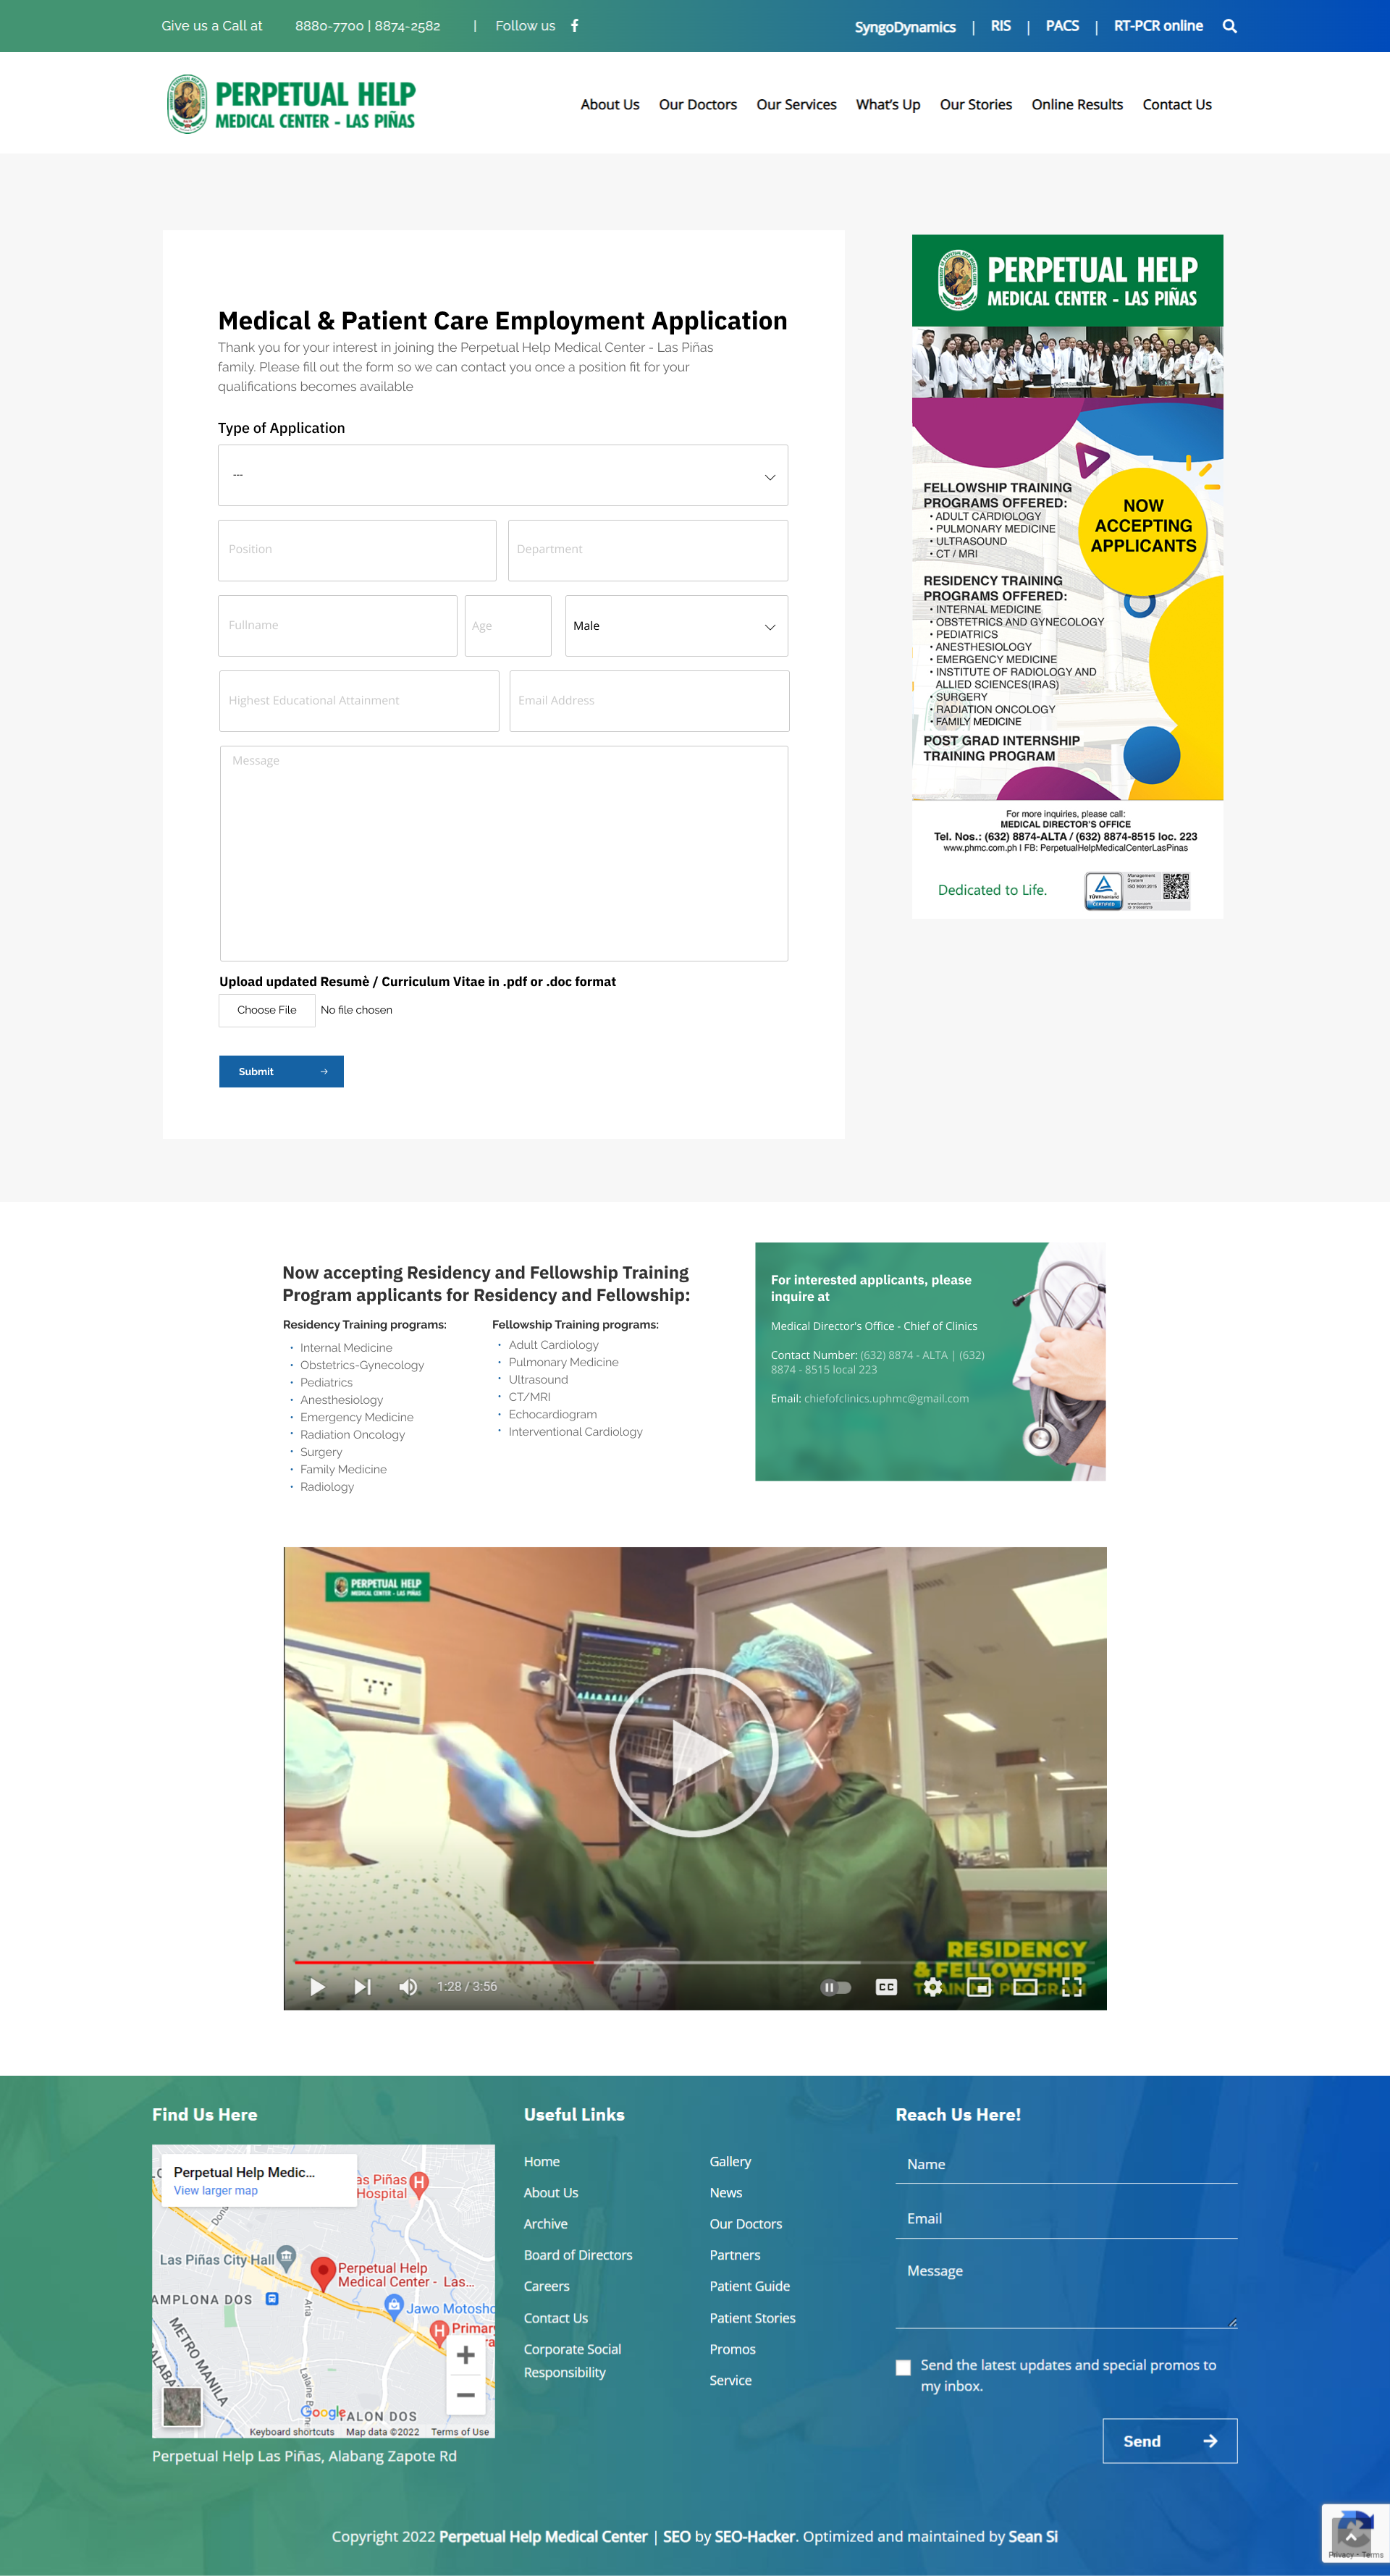 Give us a Call at 8880-7700 | 8874-2582 | Follow us
SyngoDynamics | RIS | PACS | RT-PCR online
PERPETUAL HELP
MEDICAL CENTER - LAS PIÑAS
About Us Our Doctors Our Services What's Up Our Stories Online Results Contact Us
Medical & Patient Care Employment Application
Thank you for your interest in joining the Perpetual Help Medical Center - Las Piñas
family. Please fill out the form so we can contact you once a position fit for your
qualifications becomes available
Type of Application
---
Position Department
Fullname Age Male
Highest Educational Attainment Email Address
Message
Upload updated Resumè / Curriculum Vitae in .pdf or .doc format
Choose File No file chosen
Submit
PERPETUAL HELP
MEDICAL CENTER - LAS PIÑAS
NOW
ACCEPTING
APPLICANTS
FELLOWSHIP TRAINING
PROGRAMS OFFERED:
• ADULT CARDIOLOGY
• PULMONARY MEDICINE
• ULTRASOUND
• CT / MRI
RESIDENCY TRAINING
PROGRAMS OFFERED:
• INTERNAL MEDICINE
• OBSTETRICS AND GYNECOLOGY
• PEDIATRICS
• ANESTHESIOLOGY
• EMERGENCY MEDICINE
• INSTITUTE OF RADIOLOGY AND
ALLIED SCIENCES(IRAS)
• SURGERY
• RADIATION ONCOLOGY
• FAMILY MEDICINE
POST GRAD INTERNSHIP
TRAINING PROGRAM
For more inquiries, please call:
MEDICAL DIRECTOR'S OFFICE
Tel. Nos.: (632) 8874-ALTA / (632) 8874-8515 loc. 223
www.phmc.com.ph I FB: PerpetualHelpMedicalCenterLasPinas
Dedicated to Life.
TÜVRheinland
CERTIFIED
Management
System
ISO 9001:2015
Now accepting Residency and Fellowship Training
Program applicants for Residency and Fellowship:
Residency Training programs:
• Internal Medicine
• Obstetrics-Gynecology
• Pediatrics
• Anesthesiology
• Emergency Medicine
• Radiation Oncology
• Surgery
• Family Medicine
• Radiology
Fellowship Training programs:
• Adult Cardiology
• Pulmonary Medicine
• Ultrasound
• CT/MRI
• Echocardiogram
• Interventional Cardiology
For interested applicants, please
inquire at
Medical Director's Office - Chief of Clinics
Contact Number: (632) 8874 - ALTA | (632)
8874 - 8515 local 223
Email: chiefofclinics.uphmc@gmail.com
PERPETUAL HELP
MEDICAL CENTER - LAS PIÑAS
RESIDENCY
& FELLOWSHIP
TRAINING PROGRAM
1:28 / 3:56
CC
Find Us Here
Perpetual Help Medic...
View larger map
as Piñas
Hospital
Dona
Las Piñas City Hall
Perpetual Help
Medical Center - Las...
AMPLONA DOS
Aria
Jawo Motosho
Primary
METRO MANILA
ALABA
Google
TALON DOS
Keyboard shortcuts Map data ©2022 Terms of Use
Perpetual Help Las Piñas, Alabang Zapote Rd
Useful Links
Home
About Us
Archive
Board of Directors
Careers
Contact Us
Corporate Social
Responsibility
Gallery
News
Our Doctors
Partners
Patient Guide
Patient Stories
Promos
Service
Reach Us Here!
Name
Email
Message
Send the latest updates and special promos to
my inbox.
Send
Copyright 2022 Perpetual Help Medical Center | SEO by SEO-Hacker. Optimized and maintained by Sean Si
Privacy - Terms